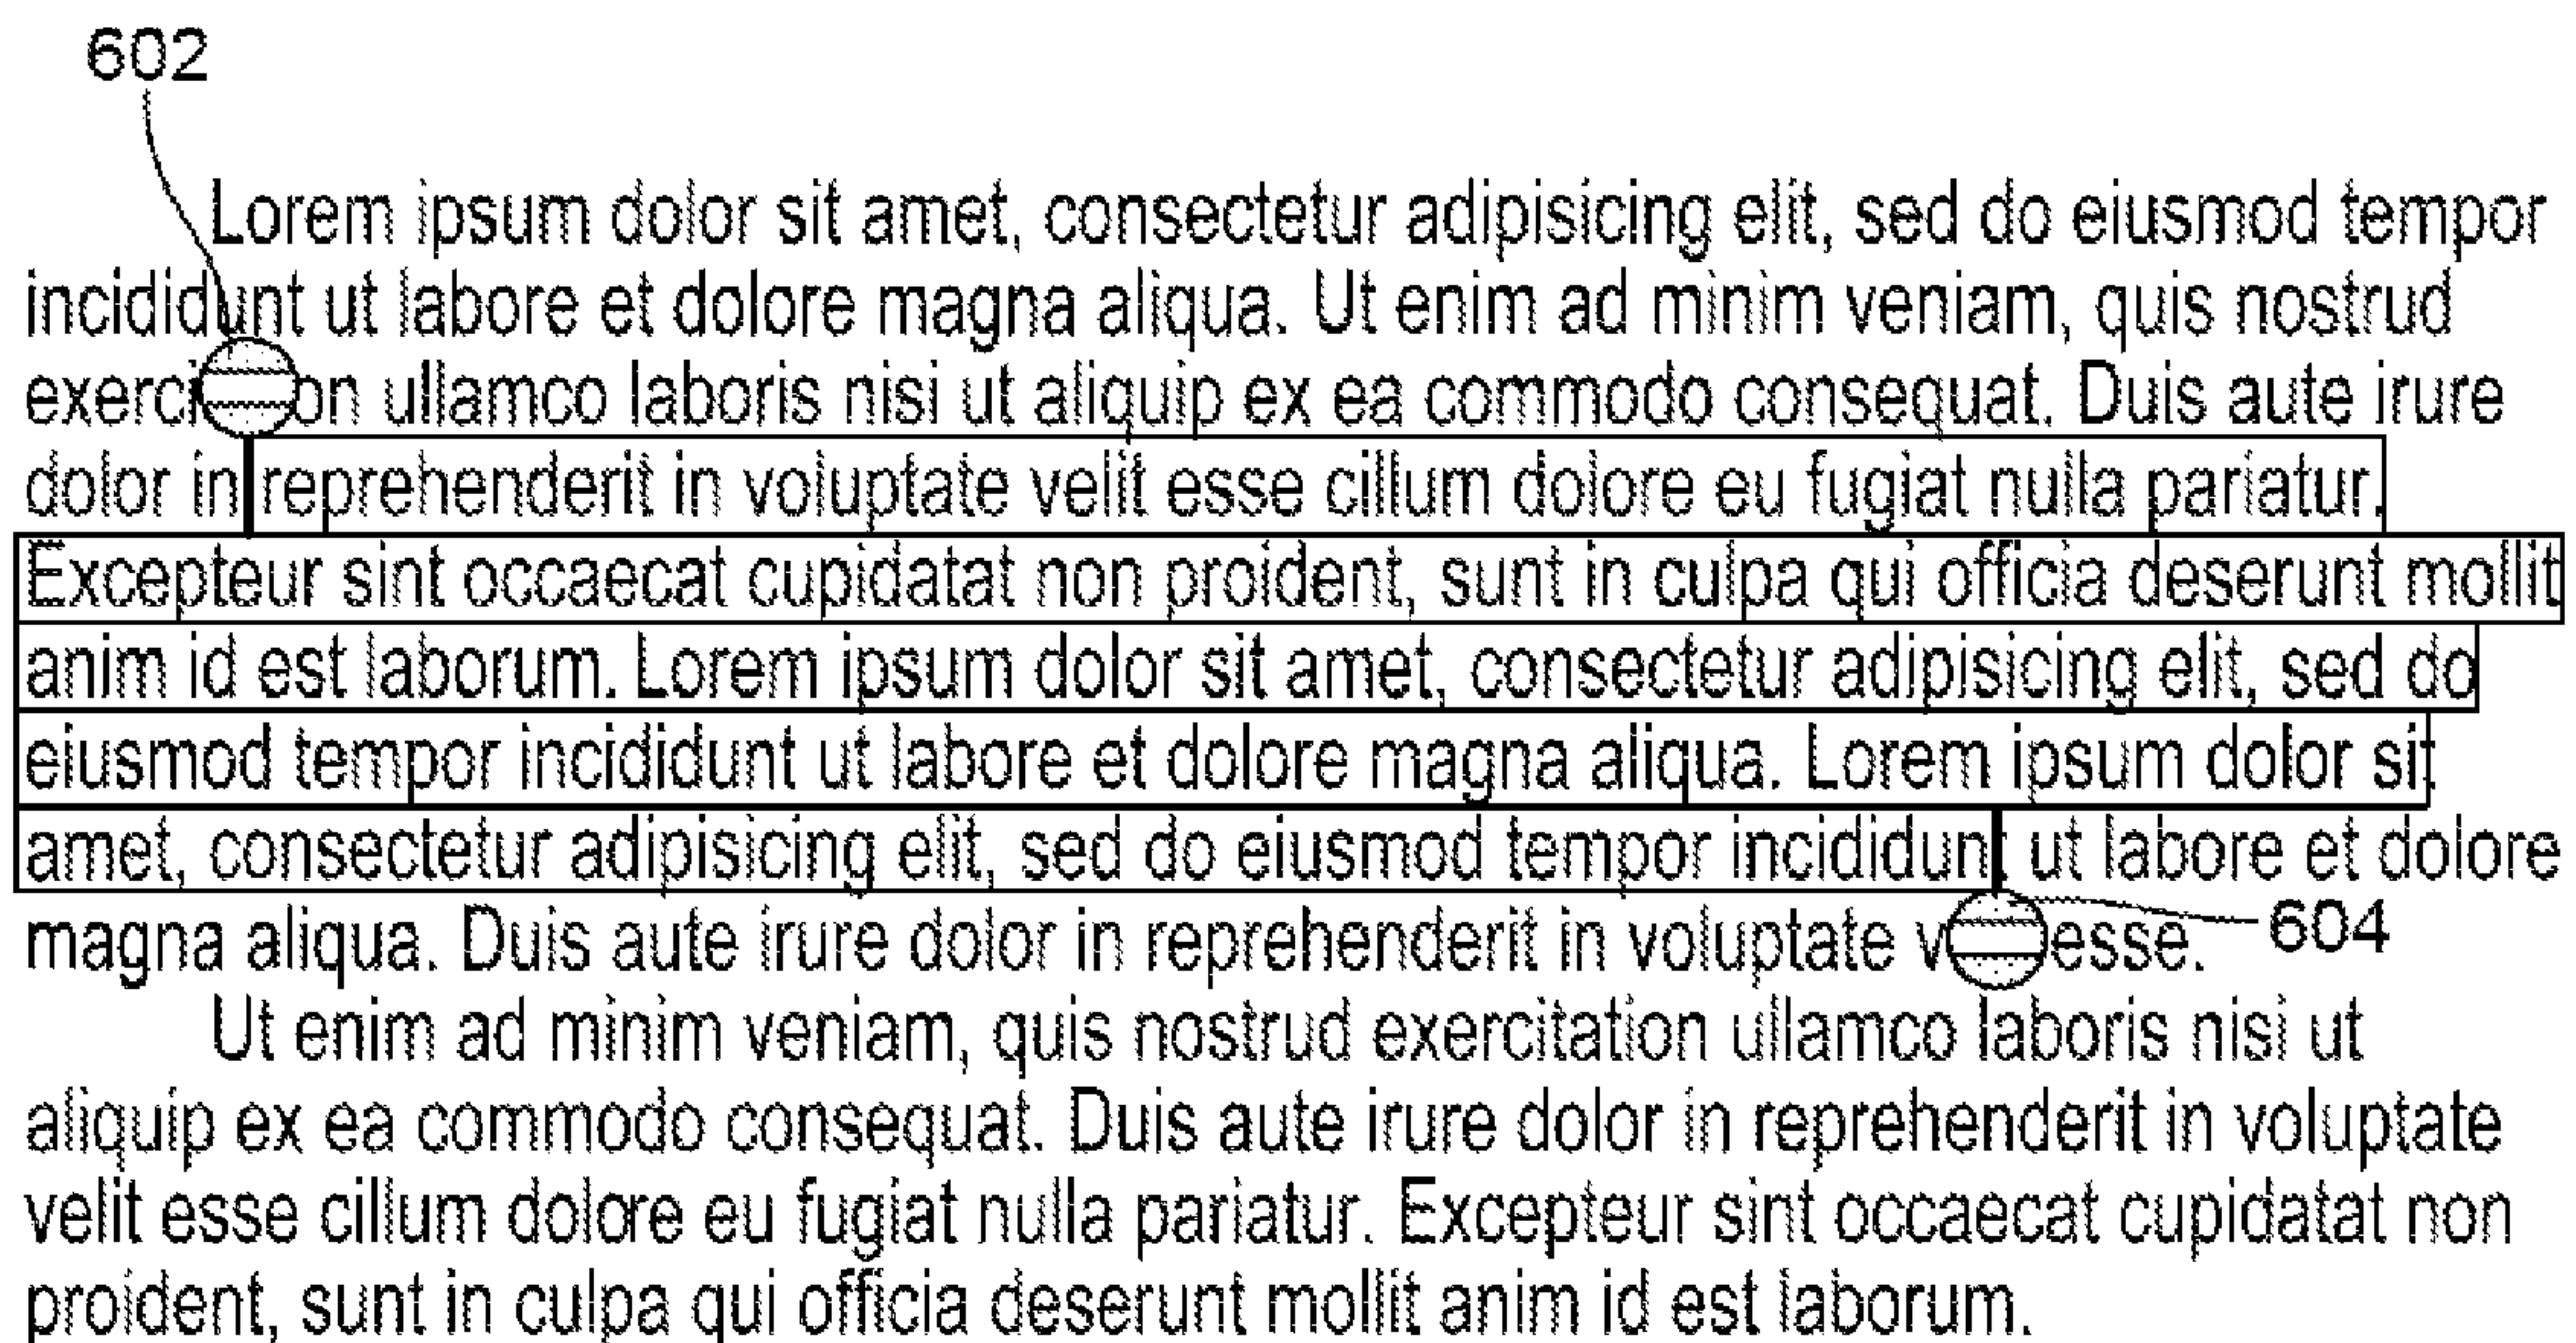 602
Lorem ipsum dolor sit amet, consectetur adipisicing elit, sed do eiusmod tempor
incididunt ut labore et dolore magna aliqua. Ut enim ad minim veniam, quis nostrud
exerci on ullamco laboris nisi ut aliquip ex ea commodo consequat. Duis aute irure
dolor in reprehenderit in voluptate velit esse cillum dolore eu fugiat nulla pariatur.
Excepteur sint occaecat cupidatat non proident, sunt in culpa qui officia deserunt mollit
anim id est laborum. Lorem ipsum dolor sit amet, consectetur adipisicing elit, sed do
eiusmod tempor incididunt ut labore et dolore magna aliqua. Lorem ipsum dolor sit
amet, consectetur adipisicing elit, sed do eiusmod tempor incididunt ut labore et dolore
magna aliqua. Duis aute irure dolor in reprehenderit in voluptate v esse. 604
Ut enim ad minim veniam, quis nostrud exercitation ullamco laboris nisi ut
aliquip ex ea commodo consequat. Duis aute irure dolor in reprehenderit in voluptate
velit esse cillum dolore eu fugiat nulla pariatur. Excepteur sint occaecat cupidatat non
proident, sunt in culpa qui officia deserunt mollit anim id est laborum.